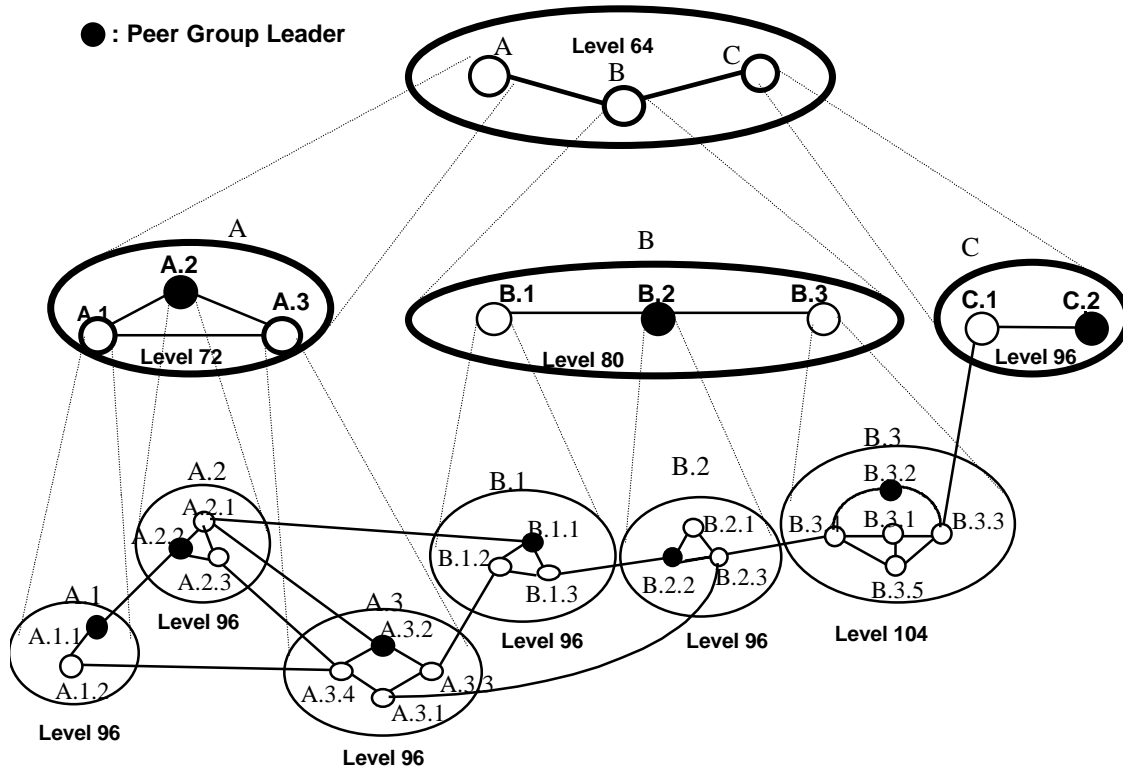 : Peer Group Leader
Level 64
A
B
C
A
B
C
A.2
A.1
A.3
Level 72
B.1
B.2
B.3
Level 80
C.1
C.2
Level 96
A.2
A.2.1
A.2.2
A.2.3
Level 96
B.1
B.1.1
B.1.2
B.1.3
Level 96
B.2
B.2.1
B.2.2
B.2.3
Level 96
B.3
B.3.2
B.3.1
B.3.3
B.3.5
Level 104
A.1
A.1.1
A.1.2
Level 96
A.3
A.3.2
A.3.4
A.3.3
A.3.1
Level 96